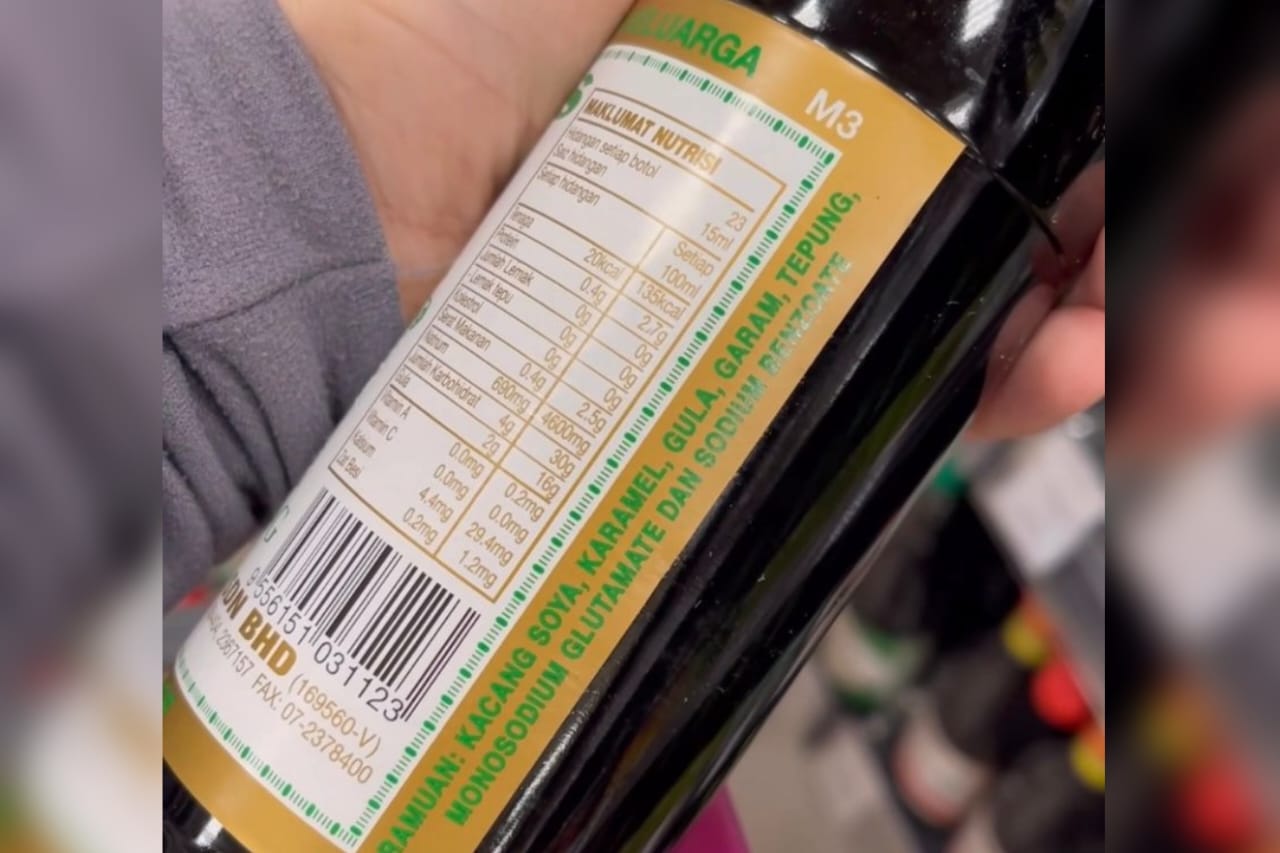 LUARGA
M3
MAKLUMAT NUTRISI
Hidangan setiap botol 23
Saiz hidangan 15ml
Setiap hidangan Setiap 100ml
Tenaga 20kcal 135kcal
Protein 0.4g 2.7g
Jumlah Lemak 0g 0g
Lemak tepu 0g 0g
Kolestrol 0g 0g
Serat Makanan 0.4g 2.5g
Natrium 690mg 4600mg
Jumlah Karbohidrat 4g 30g
Gula 2g 16g
Vitamin A 0.0mg 0.2mg
Vitamin C 0.0mg 0.0mg
Kalsium 4.4mg 29.4mg
Zat Besi 0.2mg 1.2mg
9 556151 031123
BHD (169560-V)
2367157 FAX: 07-2378400
RAMUAN: KACANG SOYA, KARAMEL, GULA, GARAM, TEPUNG,
MONOSODIUM GLUTAMATE DAN SODIUM BENZOATE